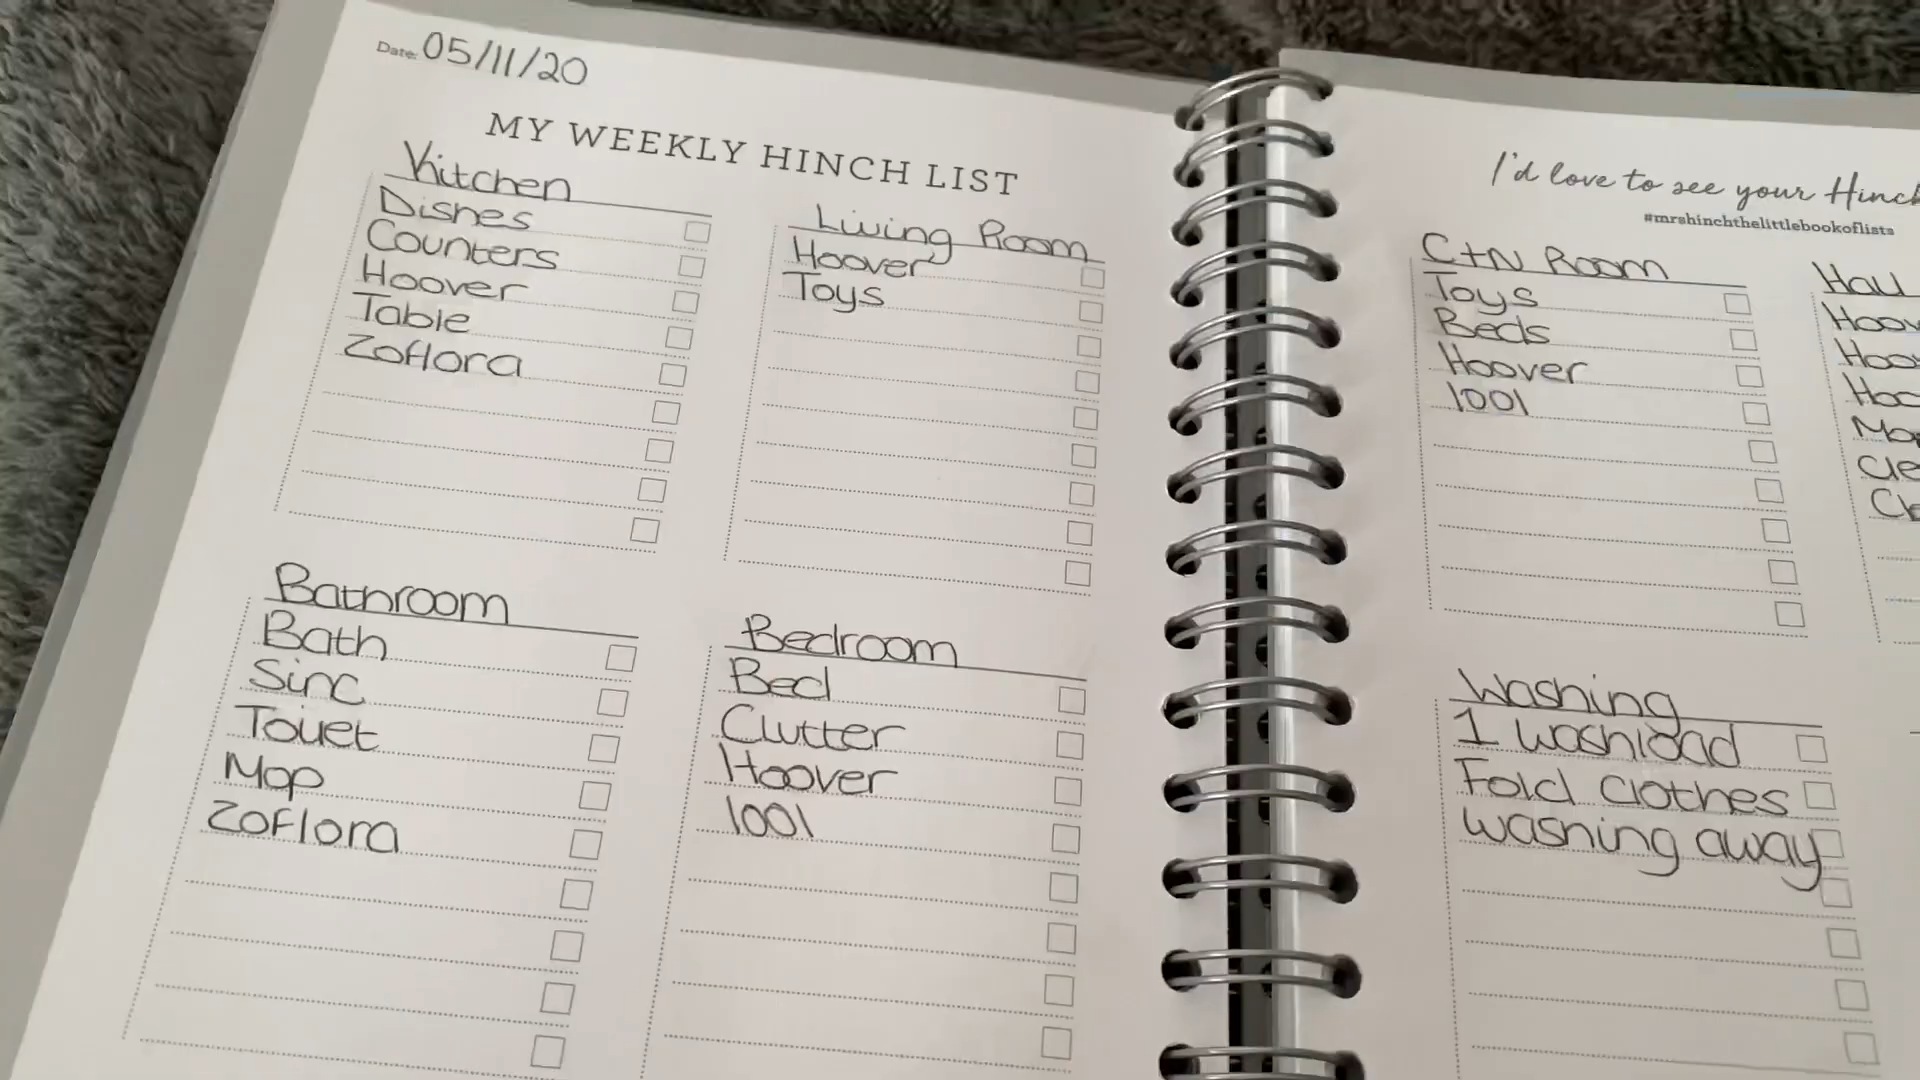 Date: 05/11/20
MY WEEKLY HINCH LIST
Kitchen
Dishes
Counters
Hoover
Table
Zoflora
Living Room
Hoover
Toys
Bathroom
Bath
Sinc
Toilet
Mop
Zoflora
Bedroom
Bed
Clutter
Hoover
1001
I'd love to see your Hinch
#mrshinchthelittlebookoflists
C+N Room
Toys
Beds
Hoover
1001
Hall
Washing
1 washload
Fold clothes
washing away